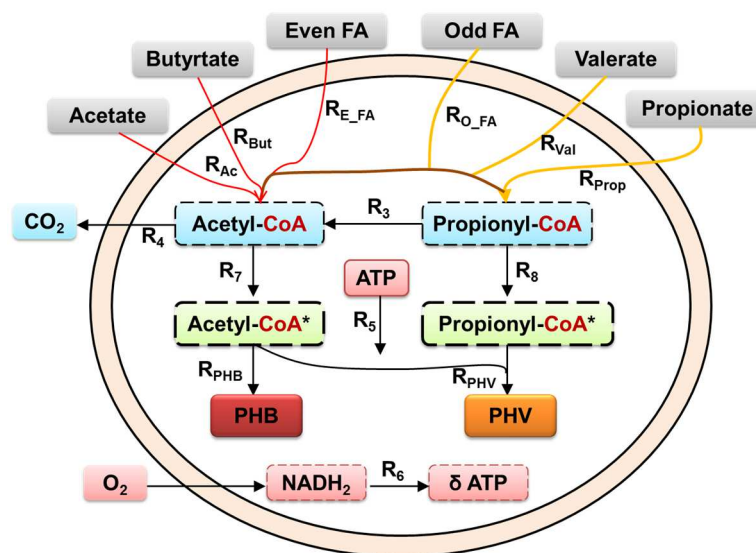 Even FA
Odd FA
Butyrtate
Valerate
Acetate
Propionate
R_E_FA
R_O_FA
R_But
R_Val
R_Ac
R_Prop
CO₂
Acetyl-CoA
R₃
Propionyl-CoA
R₄
R₇
ATP
R₈
R₅
Acetyl-CoA*
Propionyl-CoA*
R_PHB
R_PHV
PHB
PHV
O₂
NADH₂
R₆
δ ATP